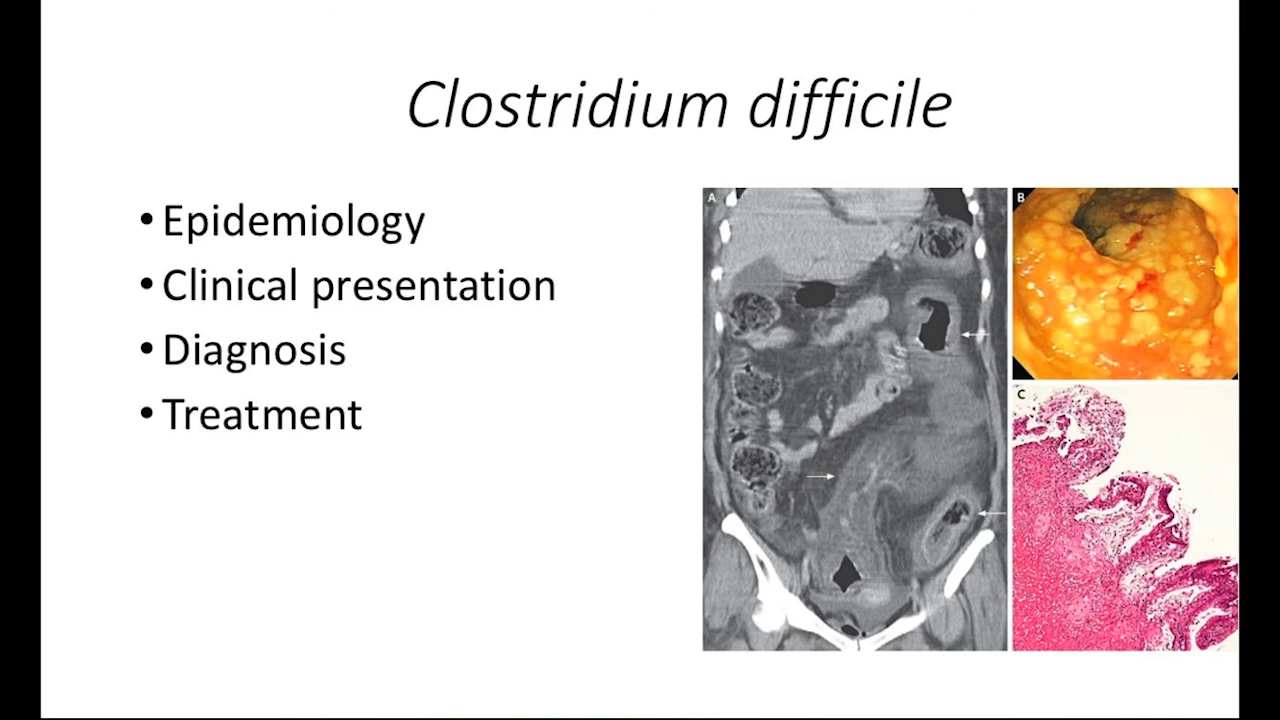 Clostridium difficile
• Epidemiology
• Clinical presentation
• Diagnosis
• Treatment
A
B
C